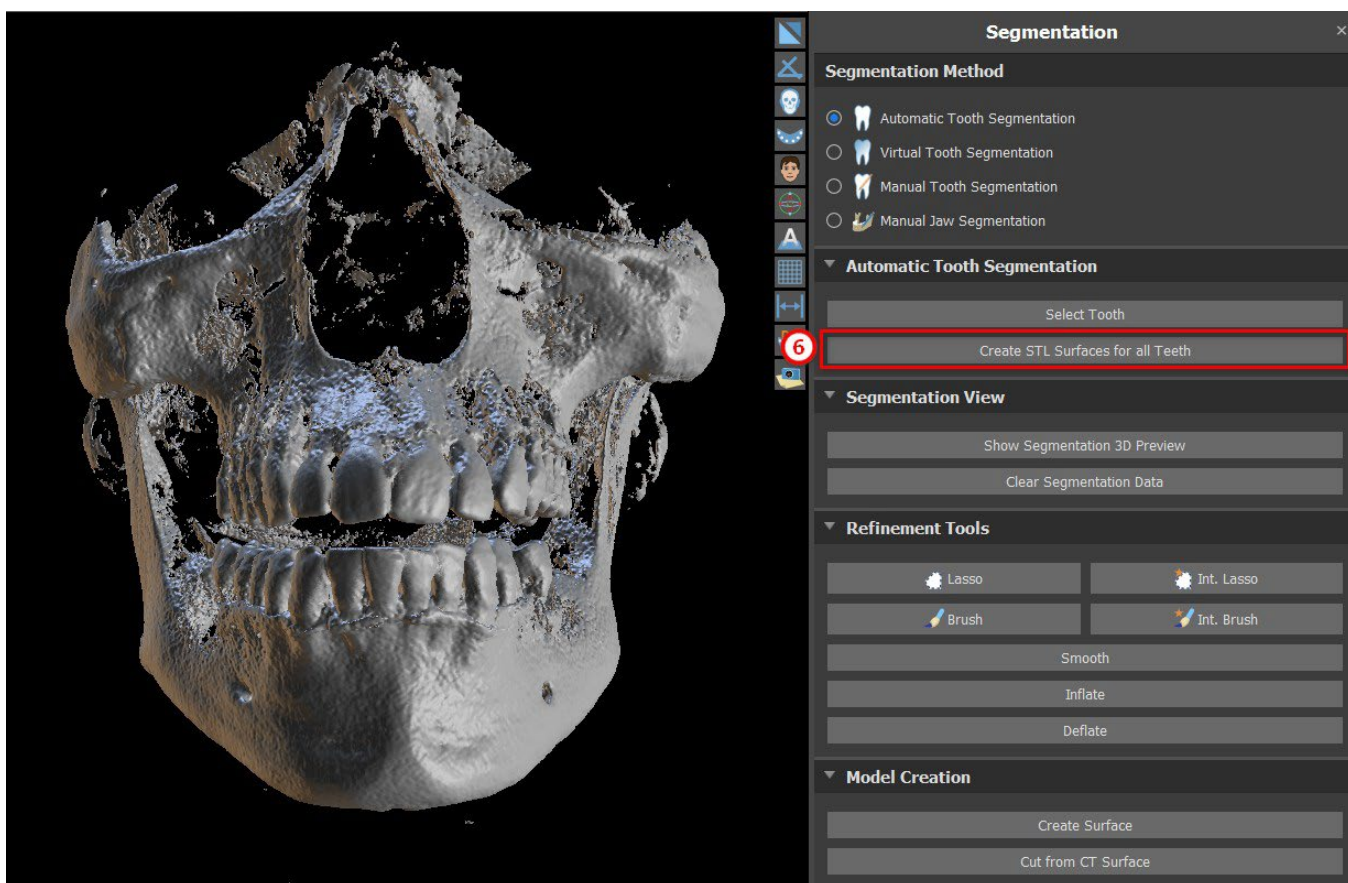 Segmentation ×
Segmentation Method
Automatic Tooth Segmentation
Virtual Tooth Segmentation
Manual Tooth Segmentation
Manual Jaw Segmentation
Automatic Tooth Segmentation
Select Tooth
6 Create STL Surfaces for all Teeth
Segmentation View
Show Segmentation 3D Preview
Clear Segmentation Data
Refinement Tools
Lasso Int. Lasso
Brush Int. Brush
Smooth
Inflate
Deflate
Model Creation
Create Surface
Cut from CT Surface